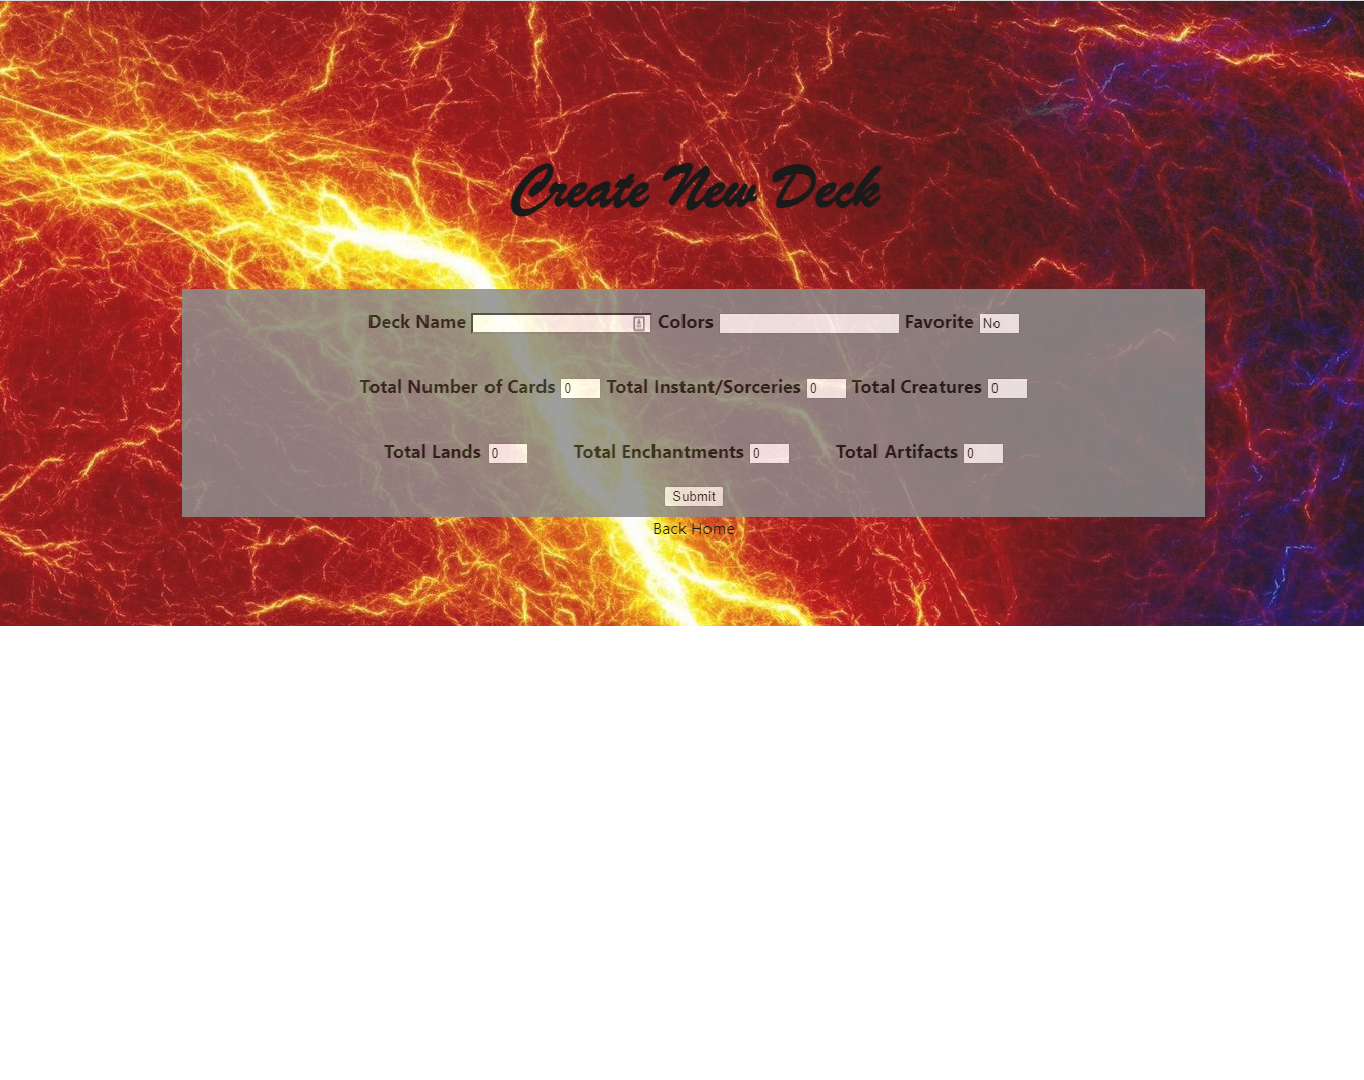 Create New Deck
Deck Name Colors Favorite No
Total Number of Cards 0 Total Instant/Sorceries 0 Total Creatures 0
Total Lands 0 Total Enchantments 0 Total Artifacts 0
Submit
Back Home